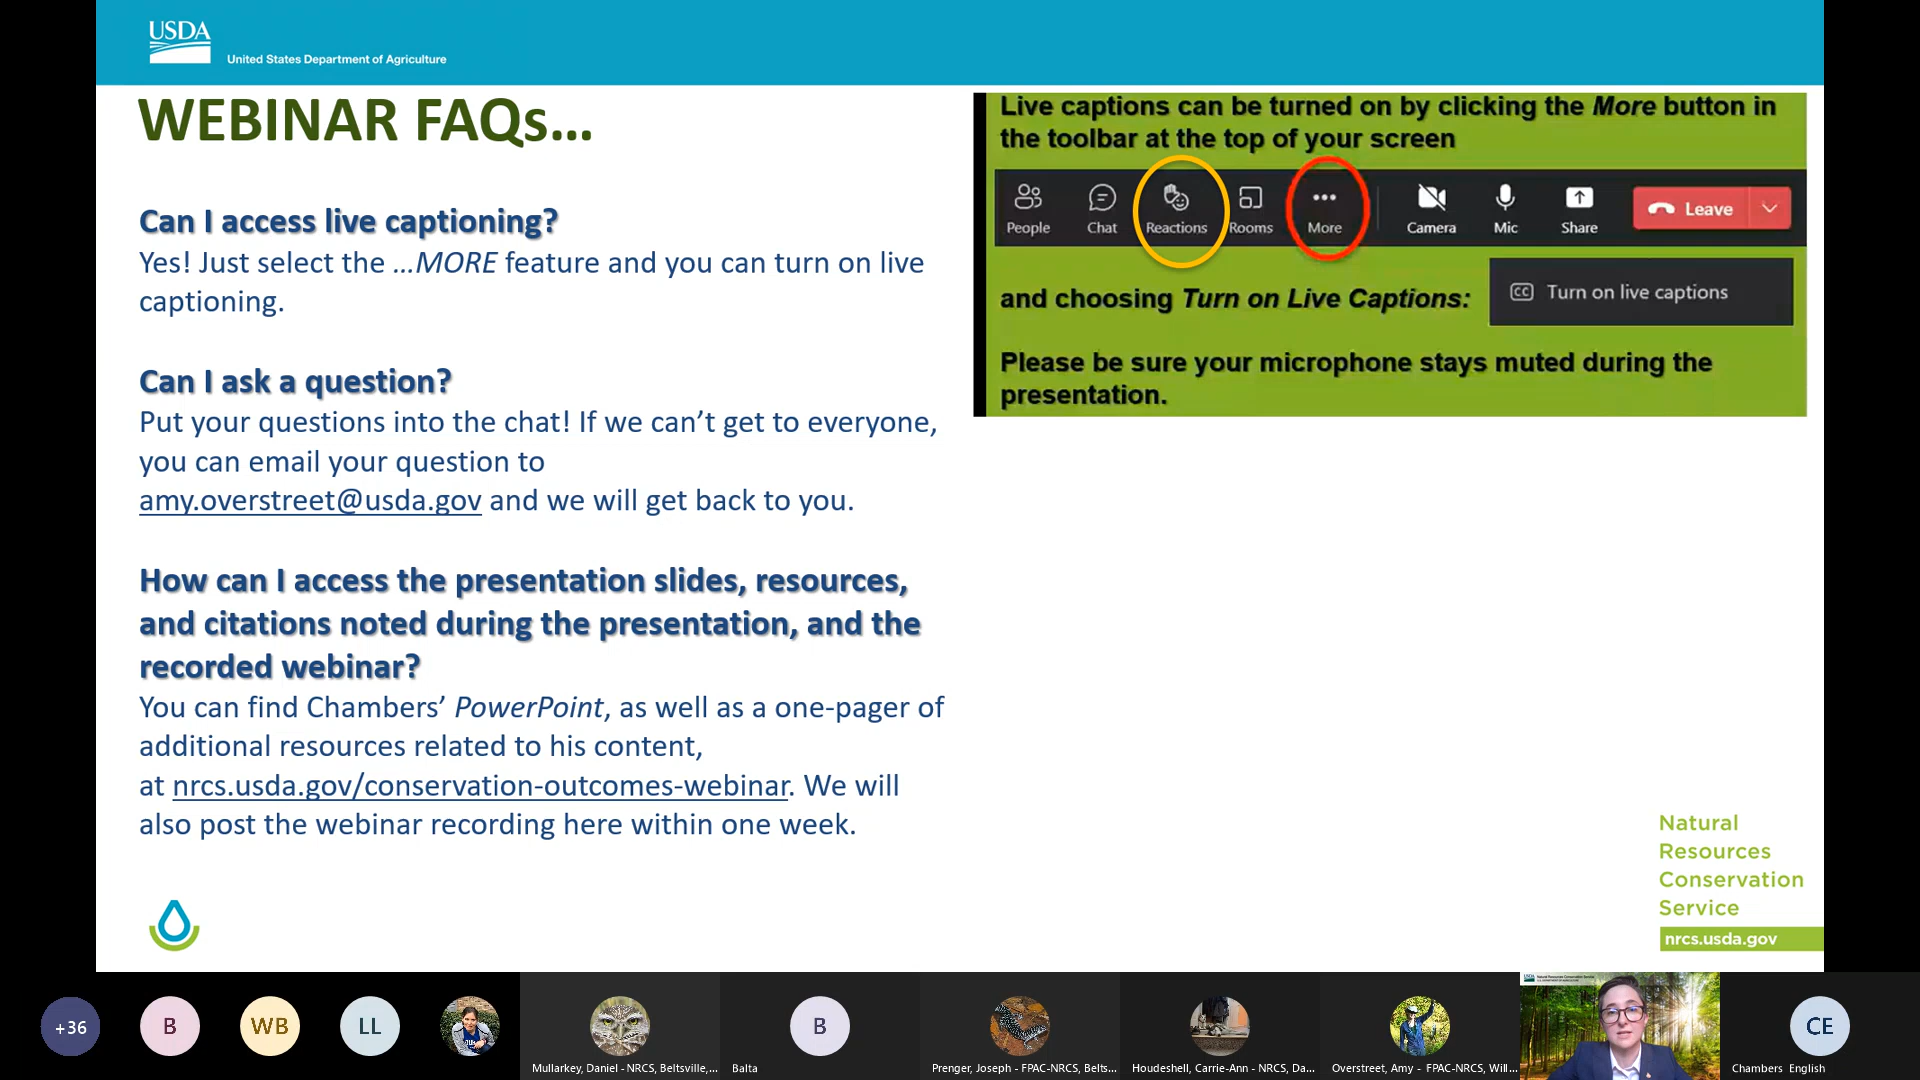 USDA
United States Department of Agriculture
WEBINAR FAQs...
Can I access live captioning?
Yes! Just select the ...MORE feature and you can turn on live
captioning.
Can I ask a question?
Put your questions into the chat! If we can't get to everyone,
you can email your question to
amy.overstreet@usda.gov and we will get back to you.
How can I access the presentation slides, resources,
and citations noted during the presentation, and the
recorded webinar?
You can find Chambers' PowerPoint, as well as a one-pager of
additional resources related to his content,
at nrcs.usda.gov/conservation-outcomes-webinar. We will
also post the webinar recording here within one week.
Live captions can be turned on by clicking the More button in
the toolbar at the top of your screen
People Chat Reactions Rooms More Camera Mic Share Leave
and choosing Turn on Live Captions:
CC Turn on live captions
Please be sure your microphone stays muted during the
presentation.
Natural
Resources
Conservation
Service
nrcs.usda.gov
+36 B WB LL B CE
Mullarkey, Daniel - NRCS, Beltsville,... Balta Prenger, Joseph - FPAC-NRCS, Belts... Houdeshell, Carrie-Ann - NRCS, Da... Overstreet, Amy - FPAC-NRCS, Will... Chambers English